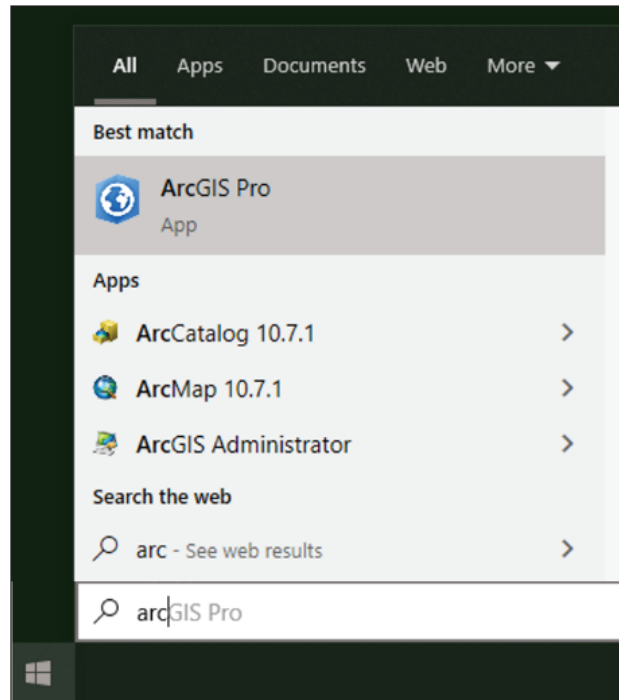 All Apps Documents Web More
Best match
ArcGIS Pro
App
Apps
ArcCatalog 10.7.1
ArcMap 10.7.1
ArcGIS Administrator
Search the web
arc - See web results
arcGIS Pro